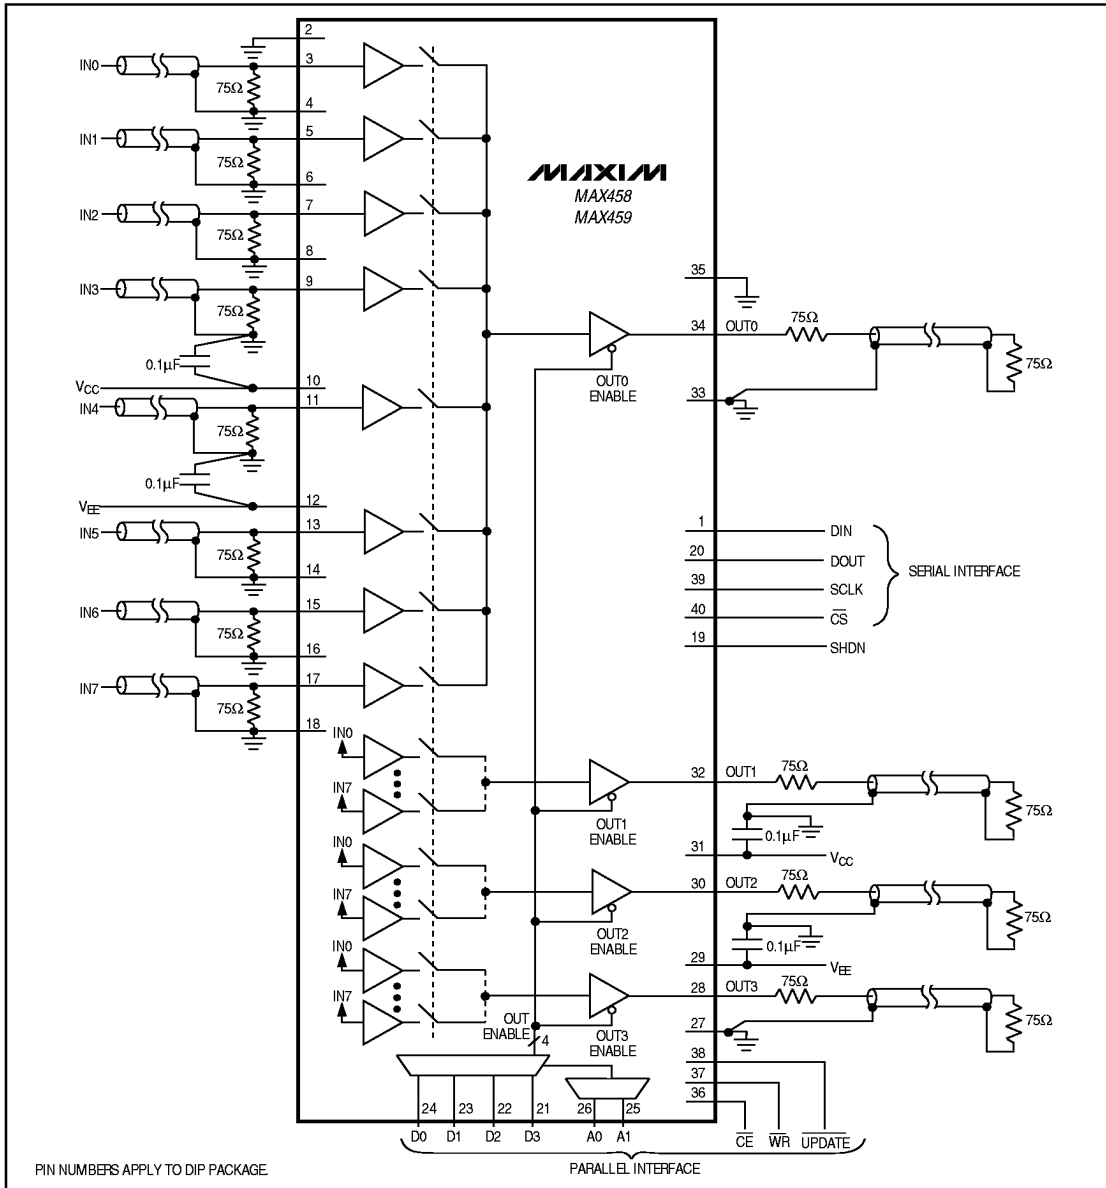 2
IN0
3
75Ω
4
IN1
5
75Ω
6
IN2
7
75Ω
8
IN3
9
75Ω
0.1µF
VCC
10
IN4
11
75Ω
0.1µF
VEE
12
IN5
13
75Ω
14
IN6
15
75Ω
16
IN7
17
75Ω
18
MAXIM
MAX458
MAX459
35
34 OUT0
75Ω
75Ω
OUT0
ENABLE
33
1 DIN
20 DOUT
39 SCLK
40 CS
SERIAL INTERFACE
19 SHDN
IN0
IN7
32 OUT1
75Ω
75Ω
OUT1
ENABLE
0.1µF
31
VCC
IN0
IN7
30 OUT2
75Ω
75Ω
OUT2
ENABLE
0.1µF
29
VEE
IN0
IN7
28 OUT3
75Ω
75Ω
OUT
ENABLE
4
OUT3
ENABLE
27
38
37
36
24 23 22 21 26 25
D0 D1 D2 D3 A0 A1 CE WR UPDATE
PARALLEL INTERFACE
PIN NUMBERS APPLY TO DIP PACKAGE.